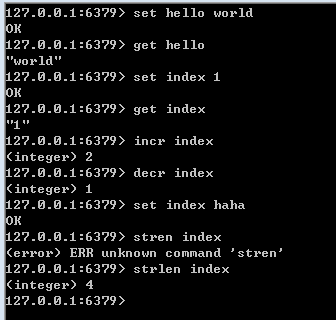 127.0.0.1:6379> set hello world
OK
127.0.0.1:6379> get hello
"world"
127.0.0.1:6379> set index 1
OK
127.0.0.1:6379> get index
"1"
127.0.0.1:6379> incr index
(integer) 2
127.0.0.1:6379> decr index
(integer) 1
127.0.0.1:6379> set index haha
OK
127.0.0.1:6379> stren index
(error) ERR unknown command 'stren'
127.0.0.1:6379> strlen index
(integer) 4
127.0.0.1:6379>